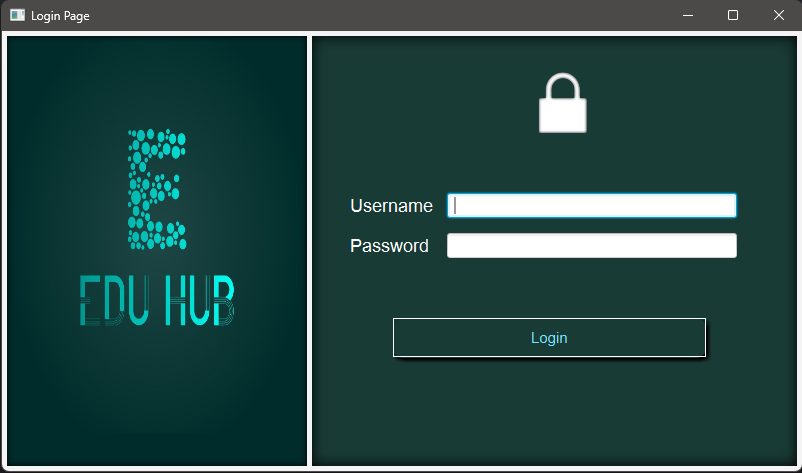 Login Page
E
EDU HUB
Username
Password
Login